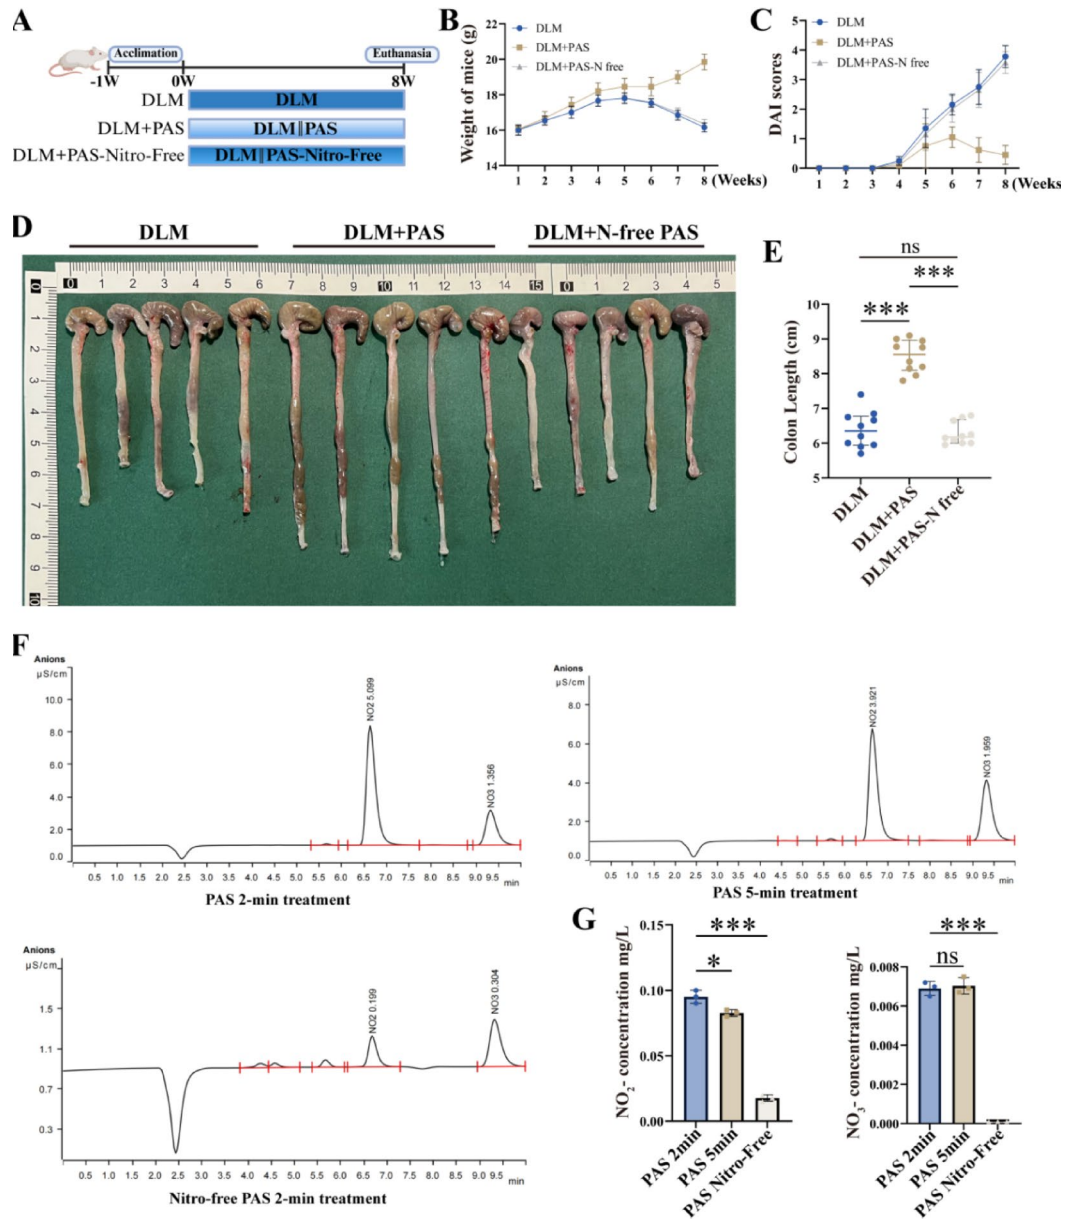 A
Acclimation
Euthanasia
-1W
0W
8W
DLM
DLM
DLM+PAS
DLM||PAS
DLM+PAS-Nitro-Free
DLM||PAS-Nitro-Free
B
Weight of mice (g)
22
20
18
16
14
DLM
DLM+PAS
DLM+PAS-N free
1 2 3 4 5 6 7 8 (Weeks)
C
DAI scores
5
4
3
2
1
0
DLM
DLM+PAS
DLM+PAS-N free
1 2 3 4 5 6 7 8 (Weeks
D
DLM
DLM+PAS
DLM+N-free PAS
0 1 2 3 4 5 6 7 8 9 10 11 12 13 14 15 0 1 2 3 4 5
0
1
2
3
4
5
6
7
8
9
10
E
ns
***
***
Colon Length (cm)
10
9
8
7
6
5
DLM
DLM+PAS
DLM+PAS-N free
F
Anions
µS/cm
10.0
8.0
6.0
4.0
2.0
0.0
NO2 5.099
NO3 1.356
0.5 1.0 1.5 2.0 2.5 3.0 3.5 4.0 4.5 5.0 5.5 6.0 6.5 7.0 7.5 8.0 8.5 9.0 9.5 min
PAS 2-min treatment
Anions
µS/cm
8.0
6.0
4.0
2.0
0.0
NO2 3.921
NO3 1.959
0.5 1.0 1.5 2.0 2.5 3.0 3.5 4.0 4.5 5.0 5.5 6.0 6.5 7.0 7.5 8.0 8.5 9.0 9.5 min
PAS 5-min treatment
Anions
µS/cm
1.5
1.1
0.7
0.3
NO2 0.199
NO3 0.304
0.5 1.0 1.5 2.0 2.5 3.0 3.5 4.0 4.5 5.0 5.5 6.0 6.5 7.0 7.5 8.0 8.5 9.0 9.5 min
Nitro-free PAS 2-min treatment
G
NO₂- concentration mg/L
0.15
0.10
0.05
0.00
***
*
PAS 2min
PAS 5min
PAS Nitro-Free
NO₃- concentration mg/L
0.008
0.006
0.004
0.002
0.000
***
ns
PAS 2min
PAS 5min
PAS Nitro-Free